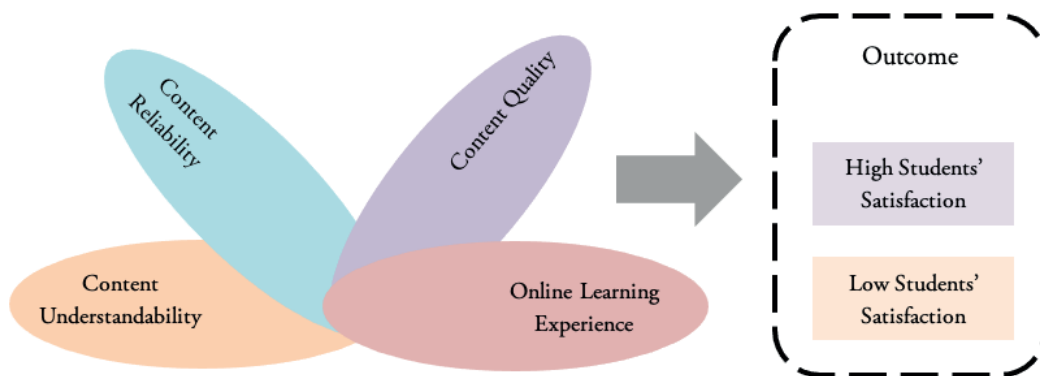 Content
Reliability
Content Quality
Content
Understandability
Online Learning
Experience
Outcome
High Students’
Satisfaction
Low Students’
Satisfaction